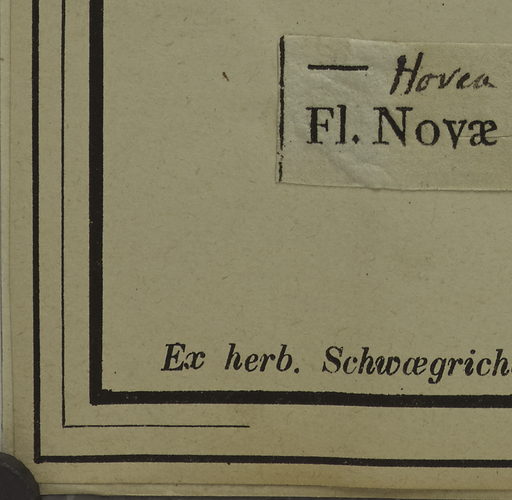 — Hovea
Fl. Novæ
Ex herb. Schwægrich